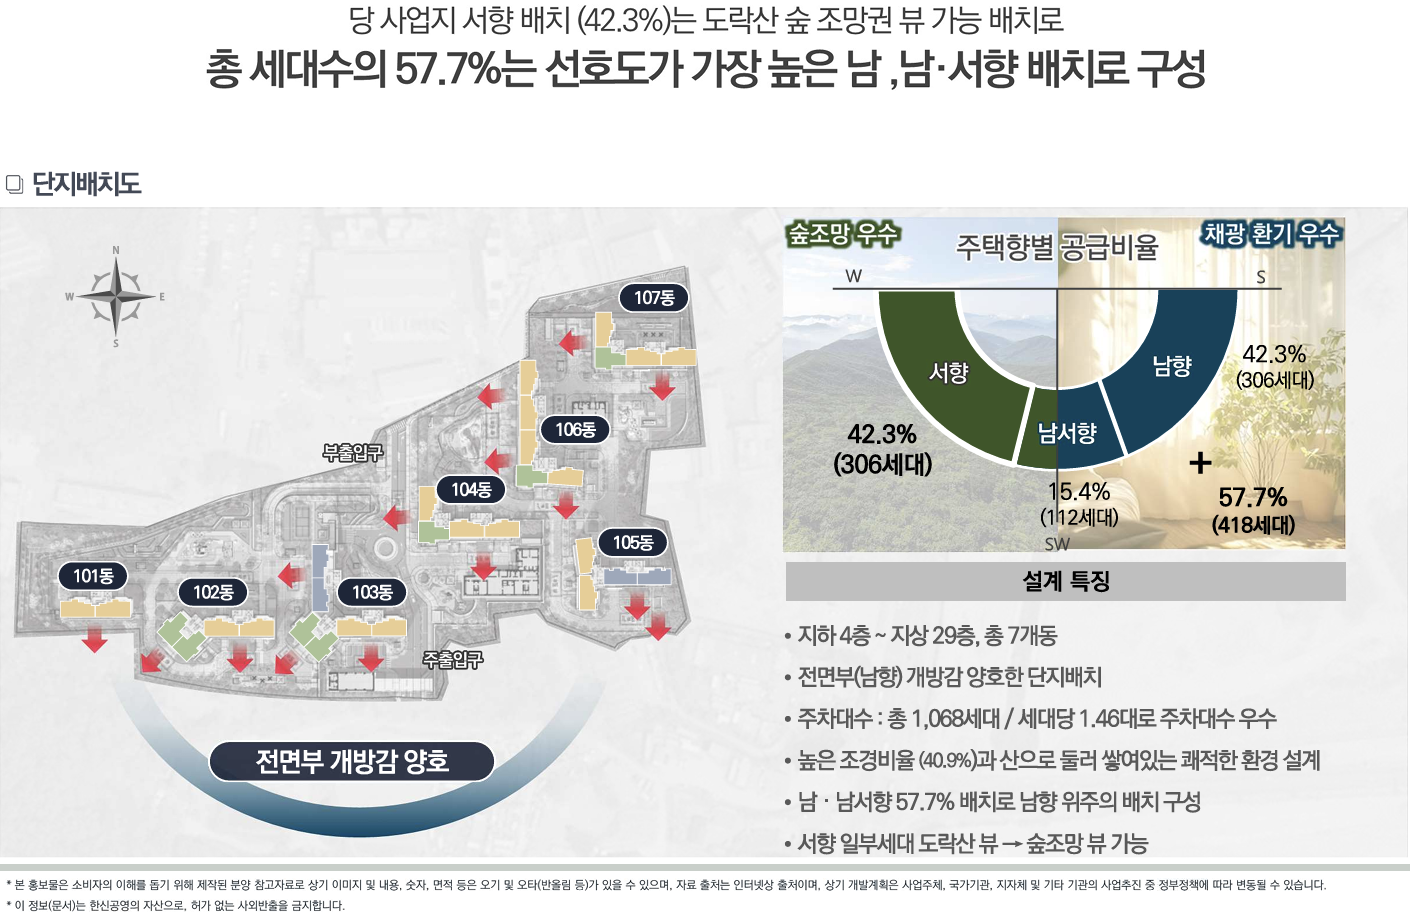 당 사업지 서향 배치 (42.3%)는 도락산 숲 조망권 뷰 가능 배치로
총 세대수의 57.7%는 선호도가 가장 높은 남 ,남·서향 배치로 구성
단지배치도
N
W
E
S
107동
106동
부출입구
104동
105동
101동
102동
103동
주출입구
전면부 개방감 양호
숲조망 우수
주택향별 공급비율
채광 환기 우수
W
S
서향
남향
남서향
42.3%
(306세대)
42.3%
(306세대)
+
15.4%
(112세대)
57.7%
(418세대)
SW
설계 특징
• 지하 4층 ~ 지상 29층, 총 7개동
• 전면부(남향) 개방감 양호한 단지배치
• 주차대수 : 총 1,068세대 / 세대당 1.46대로 주차대수 우수
• 높은 조경비율 (40.9%)과 산으로 둘러 쌓여있는 쾌적한 환경 설계
• 남 · 남서향 57.7% 배치로 남향 위주의 배치 구성
• 서향 일부세대 도락산 뷰 → 숲조망 뷰 가능
* 본 홍보물은 소비자의 이해를 돕기 위해 제작된 분양 참고자료로 상기 이미지 및 내용, 숫자, 면적 등은 오기 및 오타(반올림 등)가 있을 수 있으며, 자료 출처는 인터넷상 출처이며, 상기 개발계획은 사업주체, 국가기관, 지자체 및 기타 기관의 사업추진 중 정부정책에 따라 변동될 수 있습니다.
* 이 정보(문서)는 한신공영의 자산으로, 허가 없는 사외반출을 금지합니다.